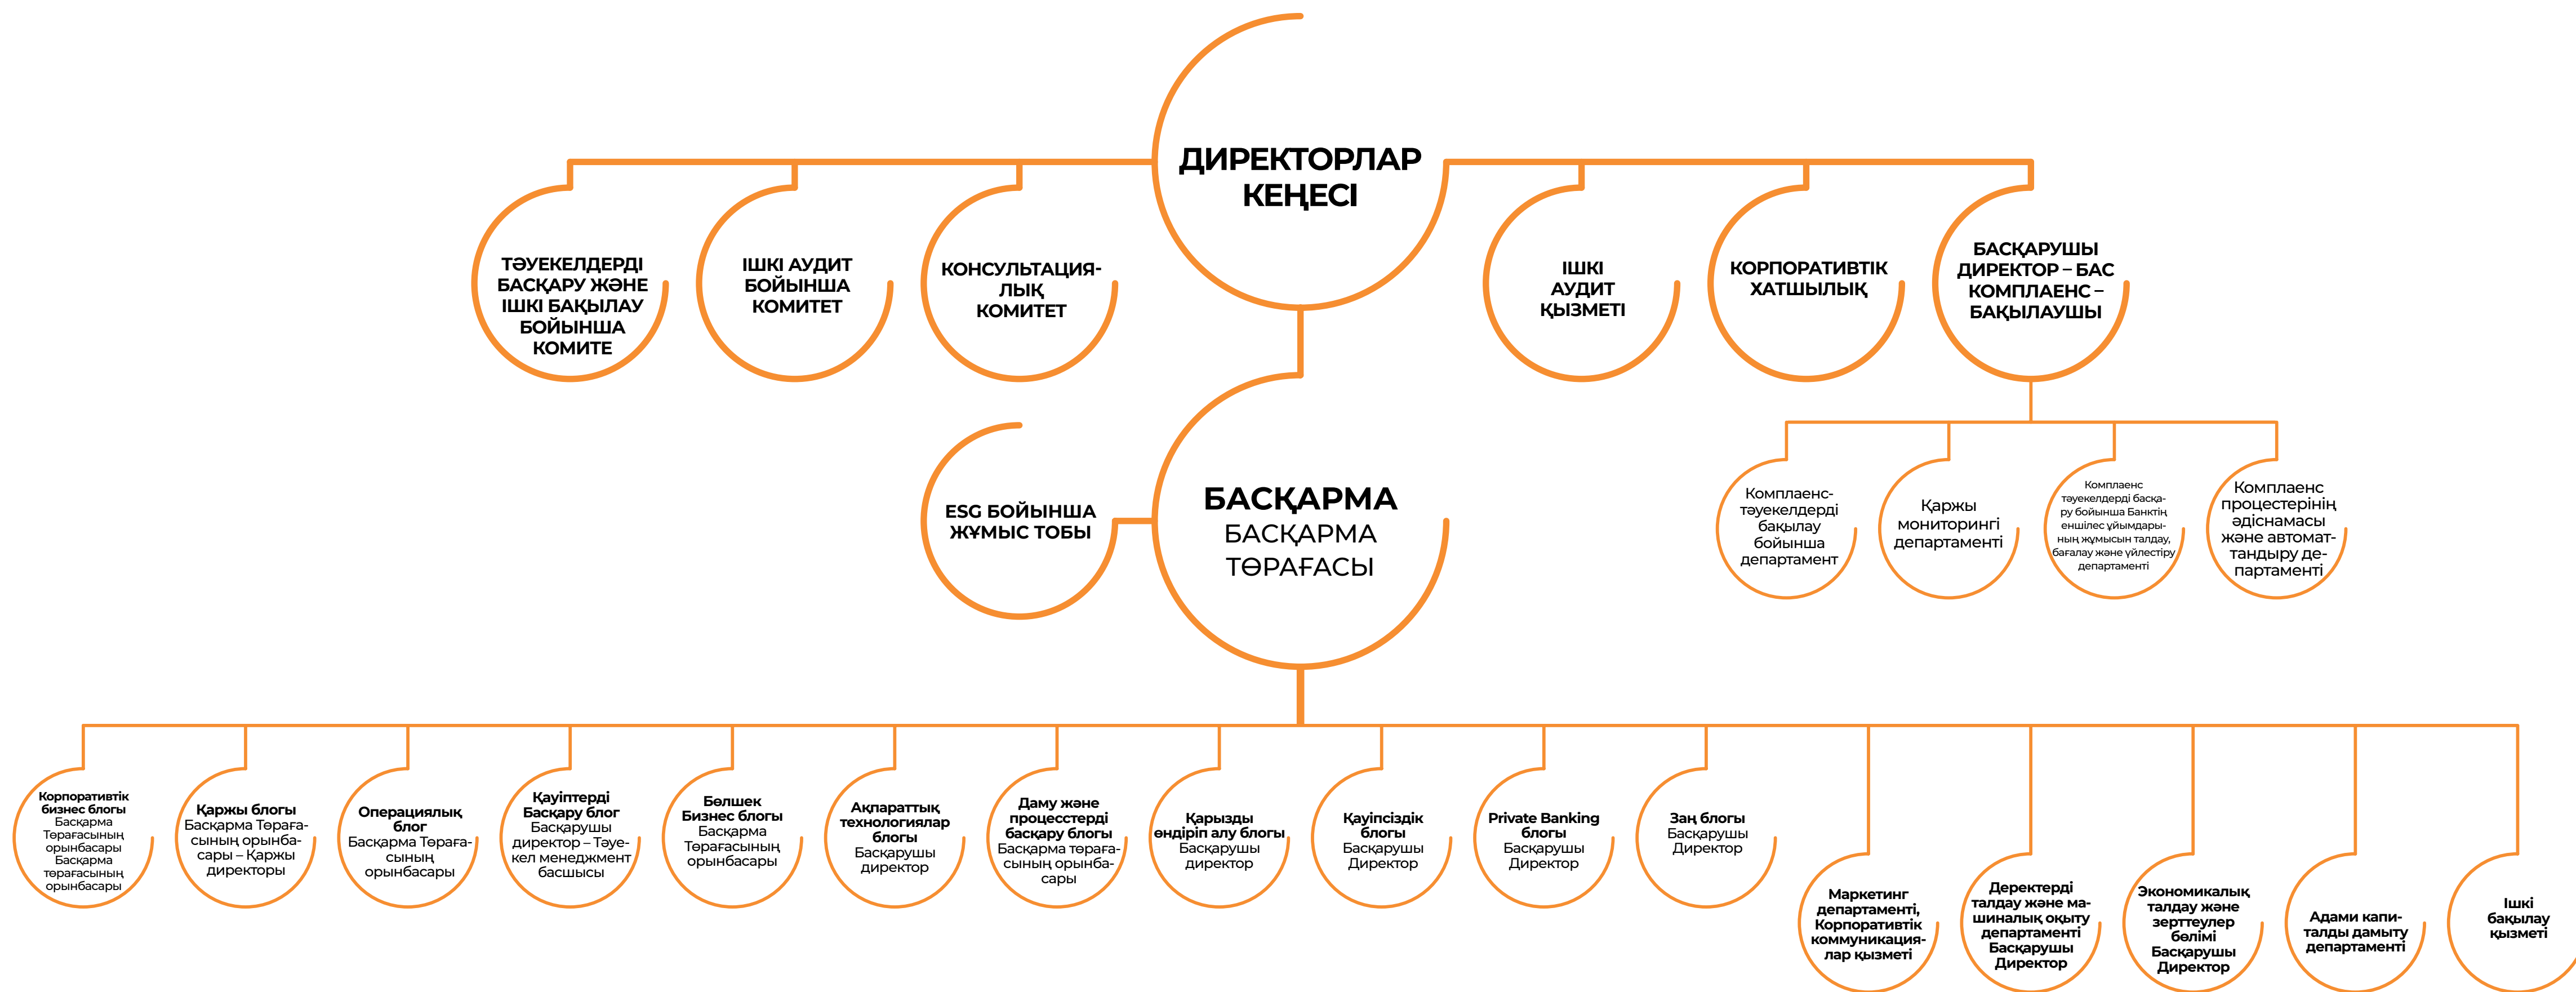 ДИРЕКТОРЛАР
КЕҢЕСІ
ТӘУЕКЕЛДЕРДІ
БАСҚАРУ ЖӘНЕ
ІШКІ БАҚЫЛАУ
БОЙЫНША
КОМИТЕ
ІШКІ АУДИТ
БОЙЫНША
КОМИТЕТ
КОНСУЛЬТАЦИЯ-
ЛЫҚ
КОМИТЕТ
ІШКІ
АУДИТ
ҚЫЗМЕТІ
КОРПОРАТИВТІК
ХАТШЫЛЫҚ
БАСҚАРУШЫ
ДИРЕКТОР – БАС
КОМПЛАЕНС –
БАҚЫЛАУШЫ
ESG БОЙЫНША
ЖҰМЫС ТОБЫ
БАСҚАРМА
БАСҚАРМА
ТӨРАҒАСЫ
Комплаенс-
тәуекелдерді
бақылау
бойынша
департамент
Қаржы
мониторингі
департаменті
Комплаенс
тәуекелдерді басқа-
ру бойынша Банктің
еншілес ұйымдары-
ның жұмысын талдау,
бағалау және үйлестіру
департаменті
Комплаенс
процестерінің
әдіснамасы
және автомат-
тандыру де-
партаменті
Корпоративтік
бизнес блогы
Басқарма
Төрағасының
орынбасары
Басқарма
төрағасының
орынбасары
Қаржы блогы
Басқарма Төраға-
сының орынба-
сары – Қаржы
директоры
Операциялық
блог
Басқарма Төраға-
сының
орынбасары
Қауіптерді
Басқару блог
Басқарушы
директор – Тәуе-
кел менеджмент
басшысы
Бөлшек
Бизнес блогы
Басқарма
Төрағасының
орынбасары
Ақпараттық
технологиялар
блогы
Басқарушы
директор
Даму және
процесстерді
басқару блогы
Басқарма төраға-
сының орынба-
сары
Қарызды
өндіріп алу блогы
Басқарушы
директор
Қауіпсіздік
блогы
Басқарушы
Директор
Private Banking
блогы
Басқарушы
Директор
Заң блогы
Басқарушы
Директор
Маркетинг
департаменті,
Корпоративтік
коммуникация-
лар қызметі
Деректерді
талдау және ма-
шиналық оқыту
департаменті
Басқарушы
Директор
Экономикалық
талдау және
зерттеулер
бөлімі
Басқарушы
Директор
Адами капи-
талды дамыту
департаменті
Ішкі
бақылау
қызметі